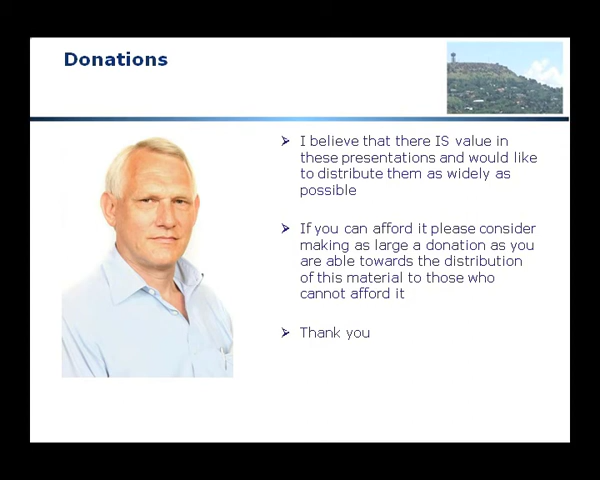 Donations
➢ I believe that there IS value in
these presentations and would like
to distribute them as widely as
possible
➢ If you can afford it please consider
making as large a donation as you
are able towards the distribution
of this material to those who
cannot afford it
➢ Thank you